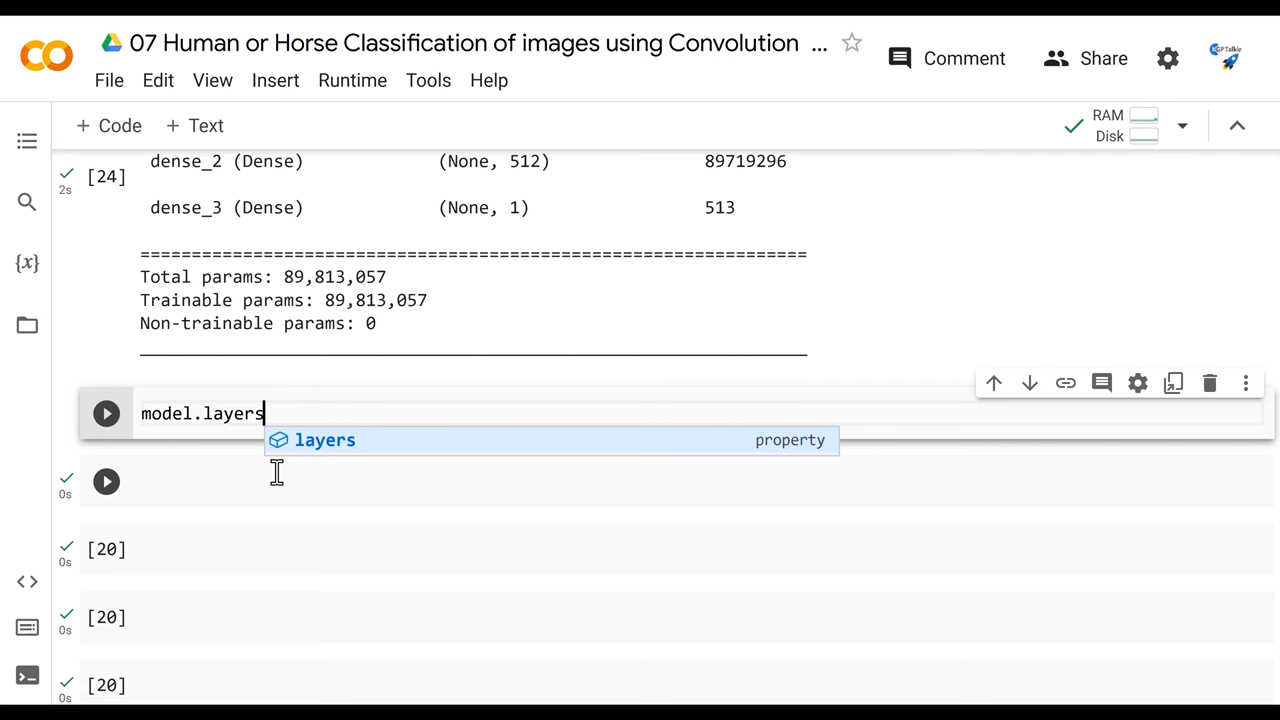 07 Human or Horse Classification of images using Convolution ...
Comment
Share
KGP Talkie
File Edit View Insert Runtime Tools Help
+ Code + Text
RAM
Disk
dense_2 (Dense) (None, 512) 89719296
[24]
2s
dense_3 (Dense) (None, 1) 513
=================================================================
Total params: 89,813,057
Trainable params: 89,813,057
Non-trainable params: 0
_________________________________________________________________
model.layers
layers property
{x}
0s
[20]
0s
[20]
0s
[20]
0s